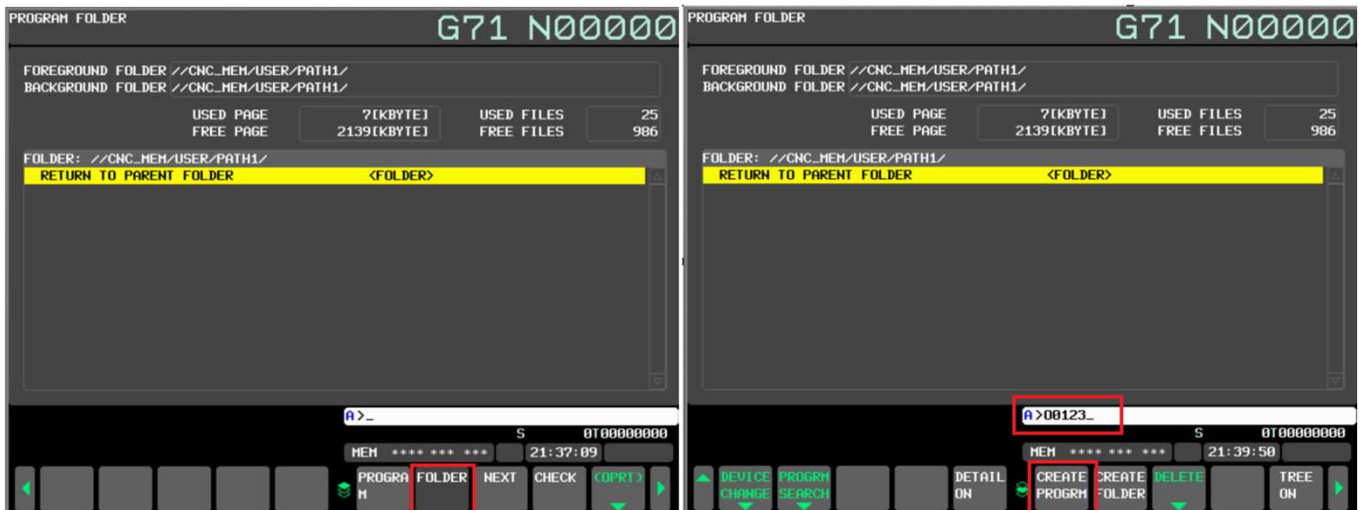 PROGRAM FOLDER
G71 N00000
FOREGROUND FOLDER //CNC_MEM/USER/PATH1/
BACKGROUND FOLDER //CNC_MEM/USER/PATH1/
USED PAGE 7[KBYTE] USED FILES 25
FREE PAGE 2139[KBYTE] FREE FILES 986
FOLDER: //CNC_MEM/USER/PATH1/
RETURN TO PARENT FOLDER <FOLDER>
A>_
S 0T00000000
MEM **** *** *** 21:37:09
PROGRA
M FOLDER NEXT CHECK (OPRT)
PROGRAM FOLDER
G71 N00000
FOREGROUND FOLDER //CNC_MEM/USER/PATH1/
BACKGROUND FOLDER //CNC_MEM/USER/PATH1/
USED PAGE 7[KBYTE] USED FILES 25
FREE PAGE 2139[KBYTE] FREE FILES 986
FOLDER: //CNC_MEM/USER/PATH1/
RETURN TO PARENT FOLDER <FOLDER>
A>O0123_
S 0T00000000
MEM **** *** *** 21:39:50
DEVICE PROGRM DETAIL CREATE CREATE DELETE TREE
CHANGE SEARCH ON PROGRM FOLDER ON